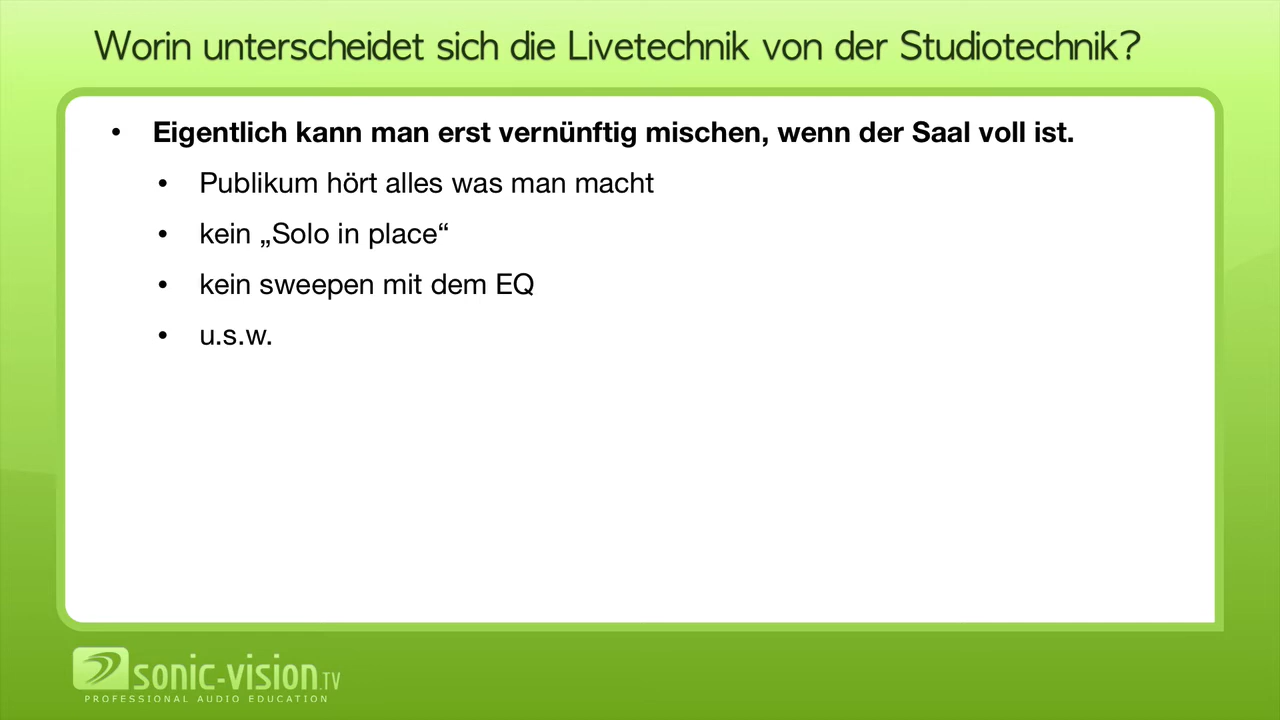 Worin unterscheidet sich die Livetechnik von der Studiotechnik?
• Eigentlich kann man erst vernünftig mischen, wenn der Saal voll ist.
• Publikum hört alles was man macht
• kein „Solo in place“
• kein sweepen mit dem EQ
• u.s.w.
sonic-vision.TV
PROFESSIONAL AUDIO EDUCATION